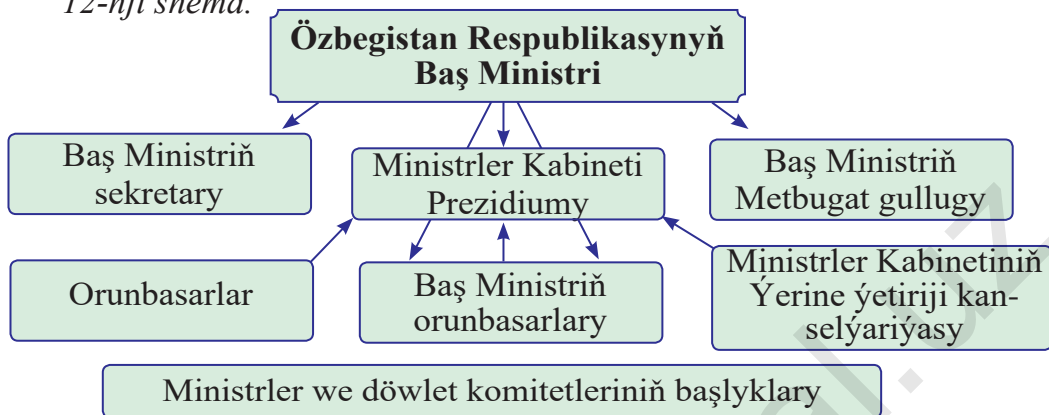 12-nji shema.
Özbegistan Respublikasynyň
Baş Ministri
Baş Ministriň
sekretary
Ministrler Kabineti
Prezidiumy
Baş Ministriň
Metbugat gullugy
Orunbasarlar
Baş Ministriň
orunbasarlary
Ministrler Kabinetiniň
Ýerine ýetiriji kan-
selýariýasy
Ministrler we döwlet komitetleriniň başlyklary